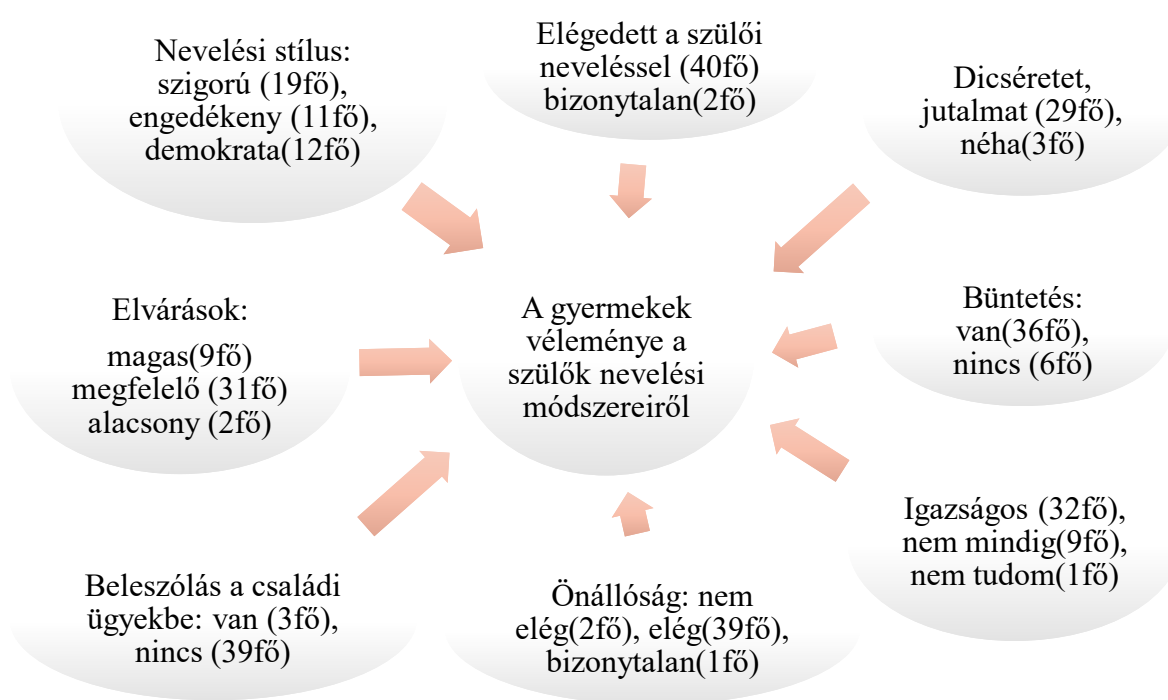 Nevelési stílus:
szigorú (19fő),
engedékeny (11fő),
demokrata(12fő)
Elégedett a szülői
neveléssel (40fő)
bizonytalan(2fő)
Dicséretet,
jutalmat (29fő),
néha(3fő)
Elvárások:
magas(9fő)
megfelelő (31fő)
alacsony (2fő)
A gyermekek
véleménye a
szülők nevelési
módszereiről
Büntetés:
van(36fő),
nincs (6fő)
Beleszólás a családi
ügyekbe: van (3fő),
nincs (39fő)
Önállóság: nem
elég(2fő), elég(39fő),
bizonytalan(1fő)
Igazságos (32fő),
nem mindig(9fő),
nem tudom(1fő)